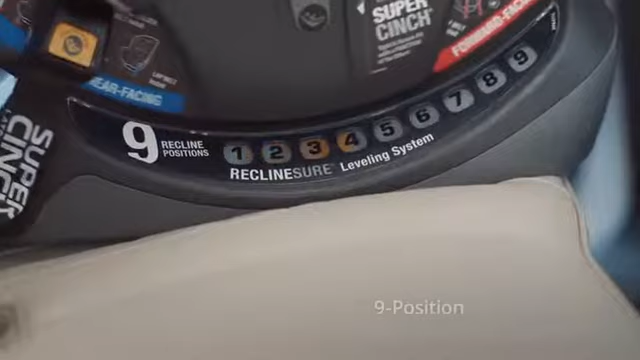 SUPER
CINCH
FORWARD-FAC
REAR-FACING
SUPER
CINCH
9 RECLINE
POSITIONS
1 2 3 4 5 6 7 8 9
RECLINESURE Leveling System
9-Position